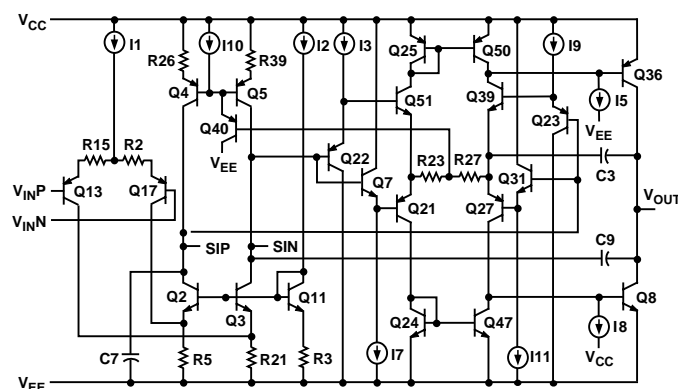 VCC
I1
I10
I2
I3
Q25
Q50
I9
R26
R39
Q36
Q4
Q5
Q51
Q39
Q23
I5
VEE
Q40
R15
R2
VEE
Q22
R23
R27
Q31
C3
VINP
Q13
Q17
Q7
Q21
Q27
VOUT
VINN
SIP
SIN
C9
Q2
Q3
Q11
Q24
Q47
Q8
I8
C7
R5
R21
R3
I7
I11
VCC
VEE